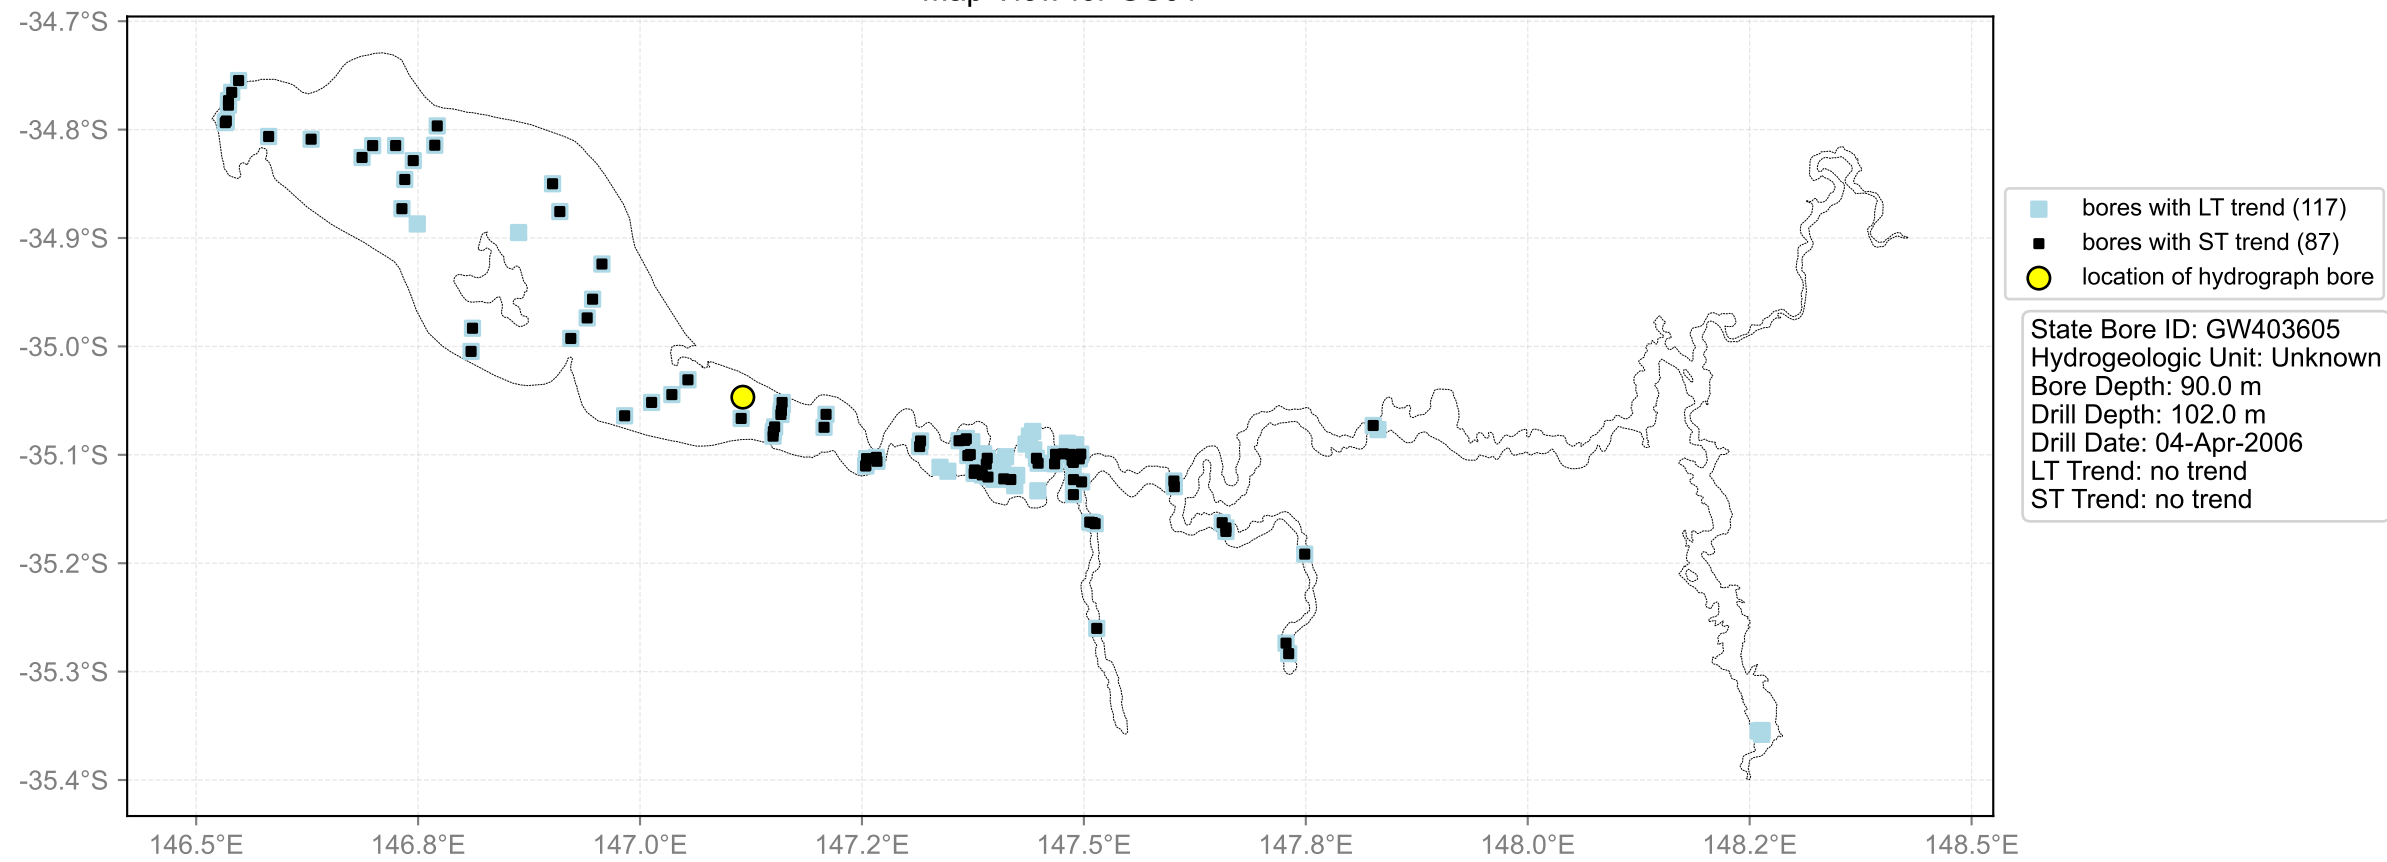 -34.7°S
-34.8°S
-34.9°S
-35.0°S
-35.1°S
-35.2°S
-35.3°S
-35.4°S
146.5°E 146.8°E 147.0°E 147.2°E 147.5°E 147.8°E 148.0°E 148.2°E 148.5°E
bores with LT trend (117)
bores with ST trend (87)
location of hydrograph bore
State Bore ID: GW403605
Hydrogeologic Unit: Unknown
Bore Depth: 90.0 m
Drill Depth: 102.0 m
Drill Date: 04-Apr-2006
LT Trend: no trend
ST Trend: no trend